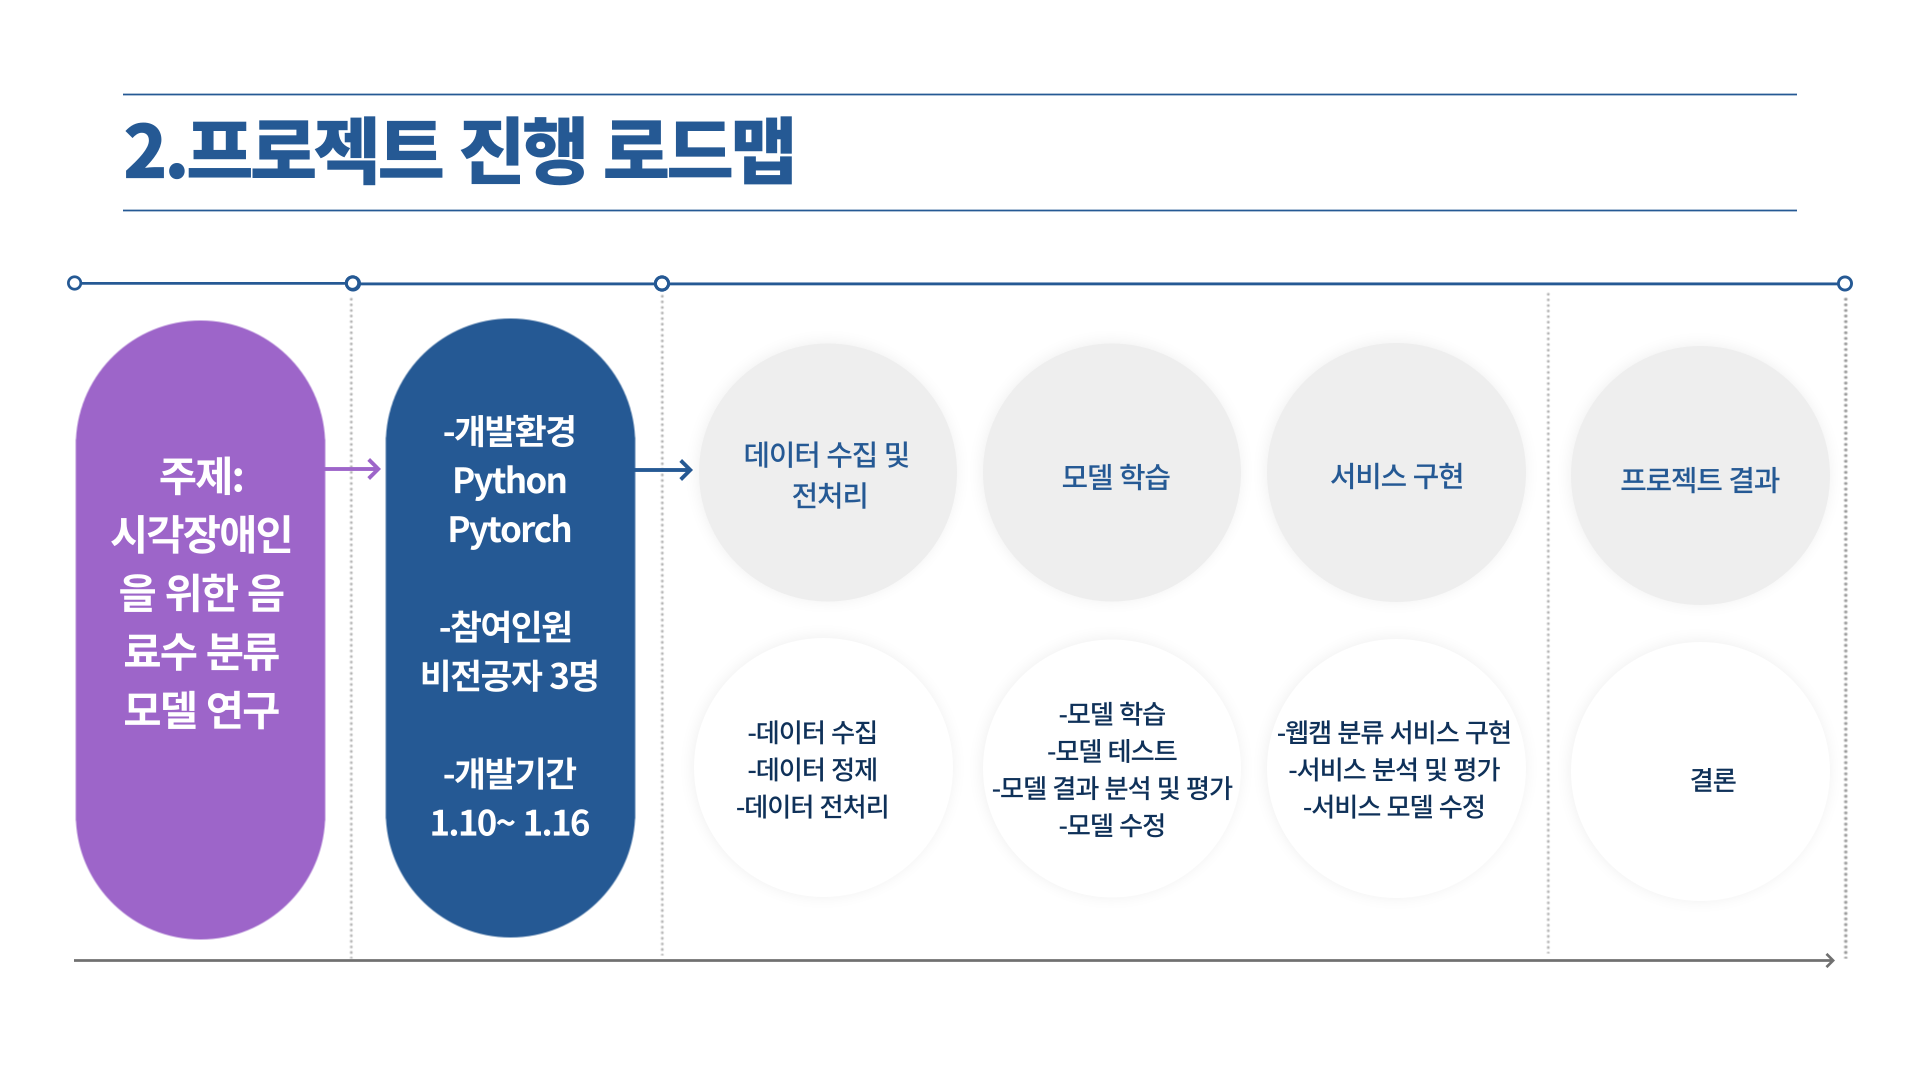 2.프로젝트 진행 로드맵
주제:
시각장애인
을 위한 음
료수 분류
모델 연구
-개발환경
Python
Pytorch
-참여인원
비전공자 3명
-개발기간
1.10~ 1.16
데이터 수집 및
전처리
모델 학습
서비스 구현
프로젝트 결과
-데이터 수집
-데이터 정제
-데이터 전처리
-모델 학습
-모델 테스트
-모델 결과 분석 및 평가
-모델 수정
-웹캠 분류 서비스 구현
-서비스 분석 및 평가
-서비스 모델 수정
결론